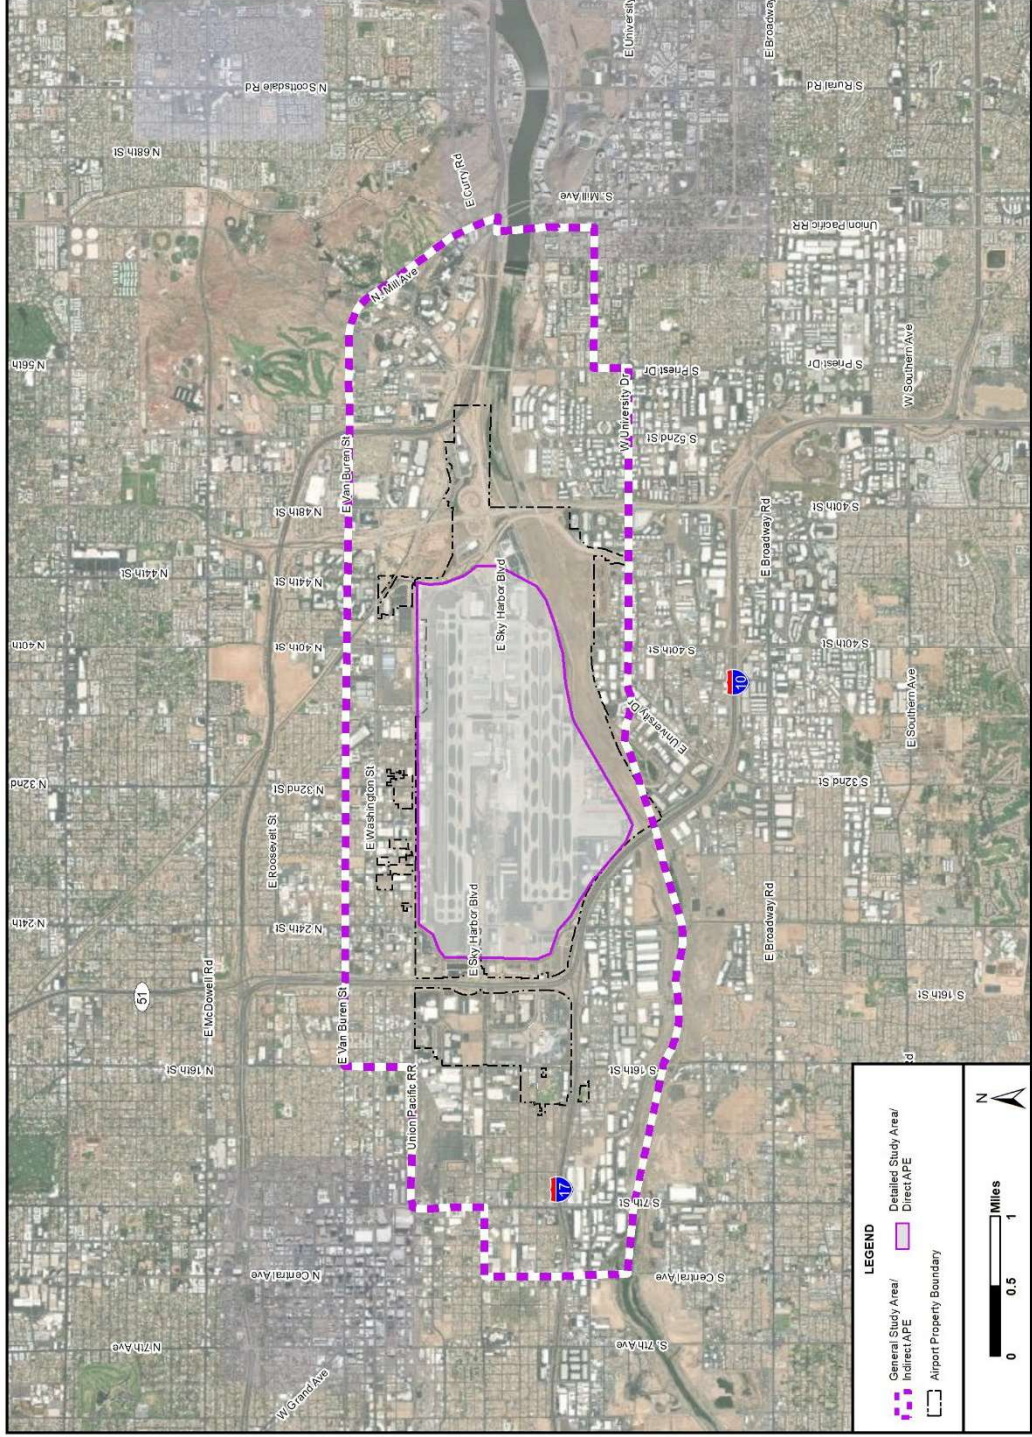 N 24th
N 32nd
N 40th
N 56th
N 7th Ave
51
N 44th St
N 68th St
E McDowell Rd
W Grand Ave
N Central Ave
N 16th St
E Roosevelt St
N 24th St
N 32nd St
N 40th St
N 44th St
N 48th St
N Scottsdale Rd
E Van Buren St
E Van Buren St
E Washington St
N. Mill Ave
Union Pacific RR
E Curry Rd
E Sky Harbor Blvd
E Sky Harbor Blvd
17
S. Mill Ave
S. 7th Ave
S Central Ave
S 7th St
S 16th St
E University Dr
S 40th St
W University Dr
S 52nd St
S Priest Dr
E University
10
E Broadway Rd
E Broadway Rd
E Broadway
S 32nd St
S 40th St
S 40th St
S Priest Dr
Union Pacific RR
S Rural Rd
Rd
S 16th St
E Southern Ave
W Southern Ave
LEGEND
General Study Area/
Indirect APE
Detailed Study Area/
Direct APE
Airport Property Boundary
N
0 0.5 1
Miles